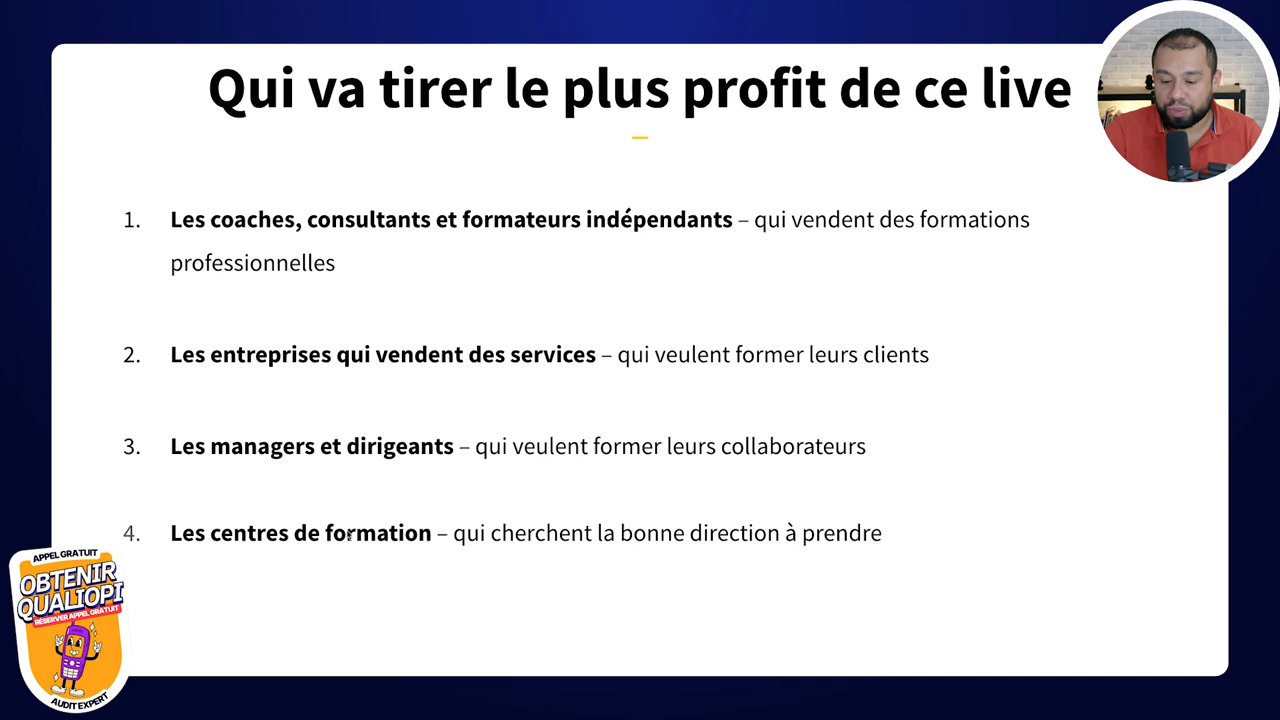 Qui va tirer le plus profit de ce live
1. Les coaches, consultants et formateurs indépendants – qui vendent des formations
professionnelles
2. Les entreprises qui vendent des services – qui veulent former leurs clients
3. Les managers et dirigeants – qui veulent former leurs collaborateurs
4. Les centres de formation – qui cherchent la bonne direction à prendre
APPEL GRATUIT
OBTENIR
QUALIOPI
RÉSERVER APPEL GRATUIT
AUDIT EXPERT